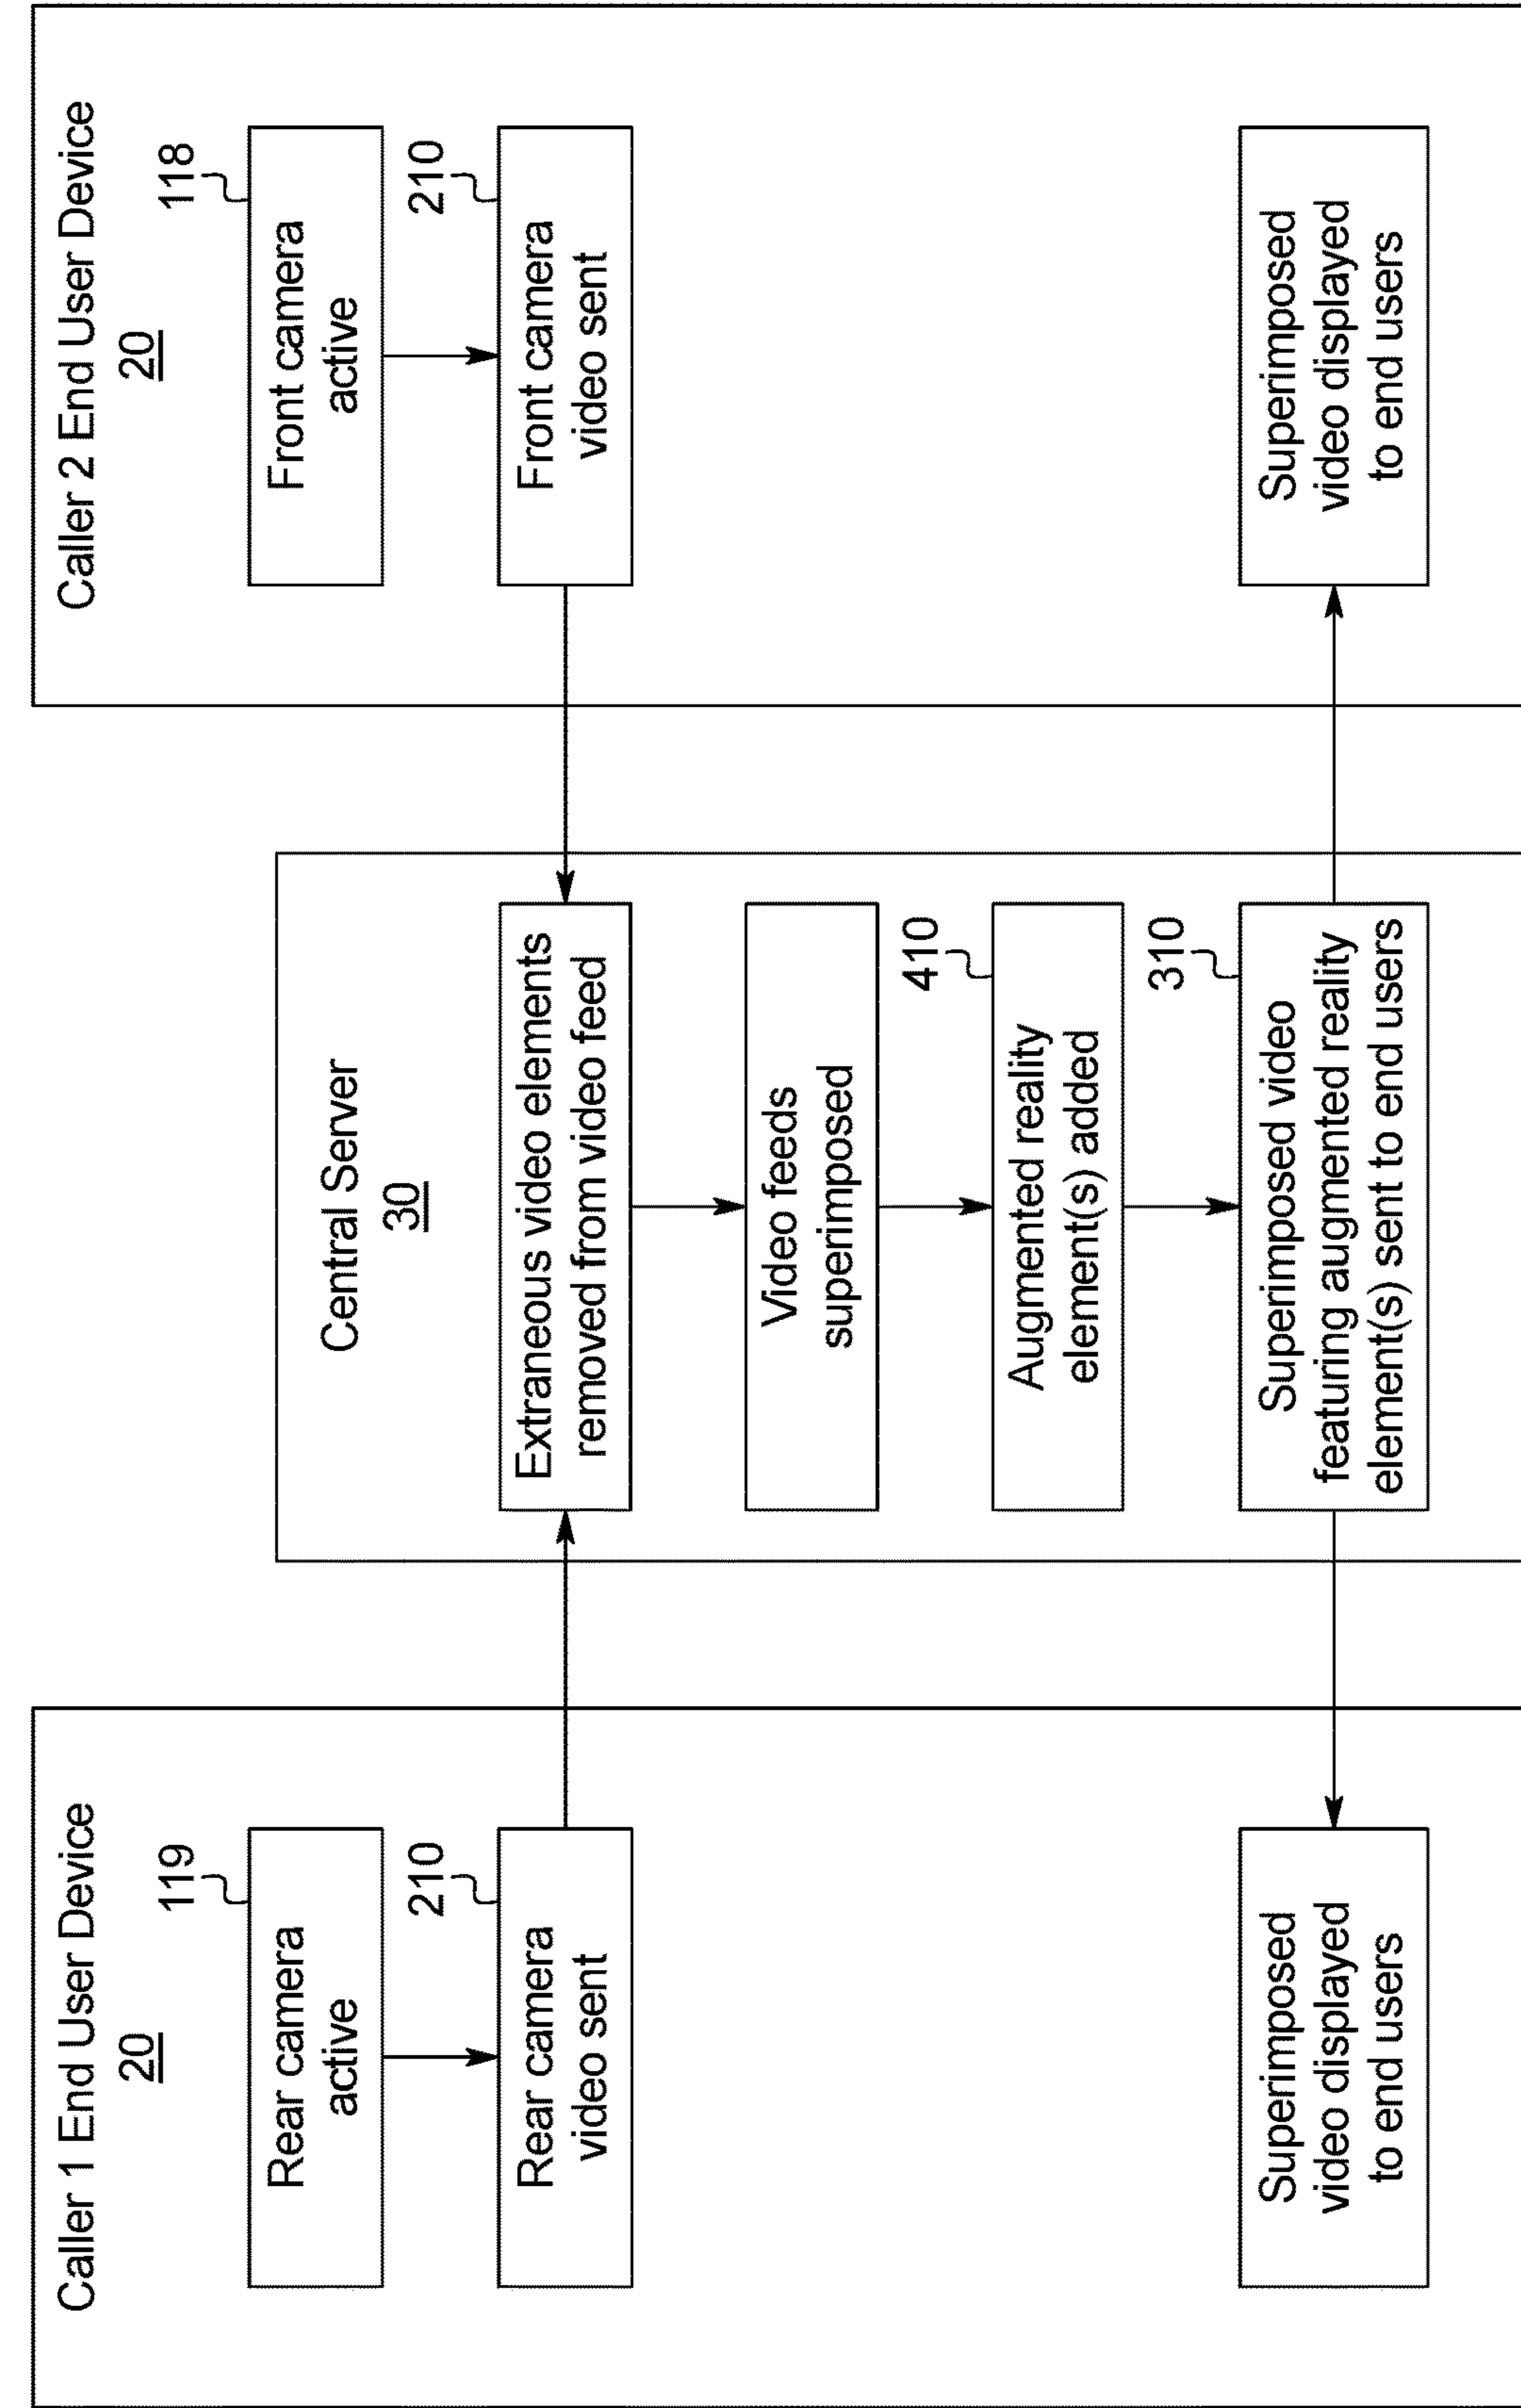 Caller 1 End User Device
20
119
Rear camera
active
210
Rear camera
video sent
Superimposed
video displayed
to end users
Central Server
30
Extraneous video elements
removed from video feed
Video feeds
superimposed
410
Augmented reality
element(s) added
310
Superimposed video
featuring augmented reality
element(s) sent to end users
Caller 2 End User Device
20
118
Front camera
active
210
Front camera
video sent
Superimposed
video displayed
to end users